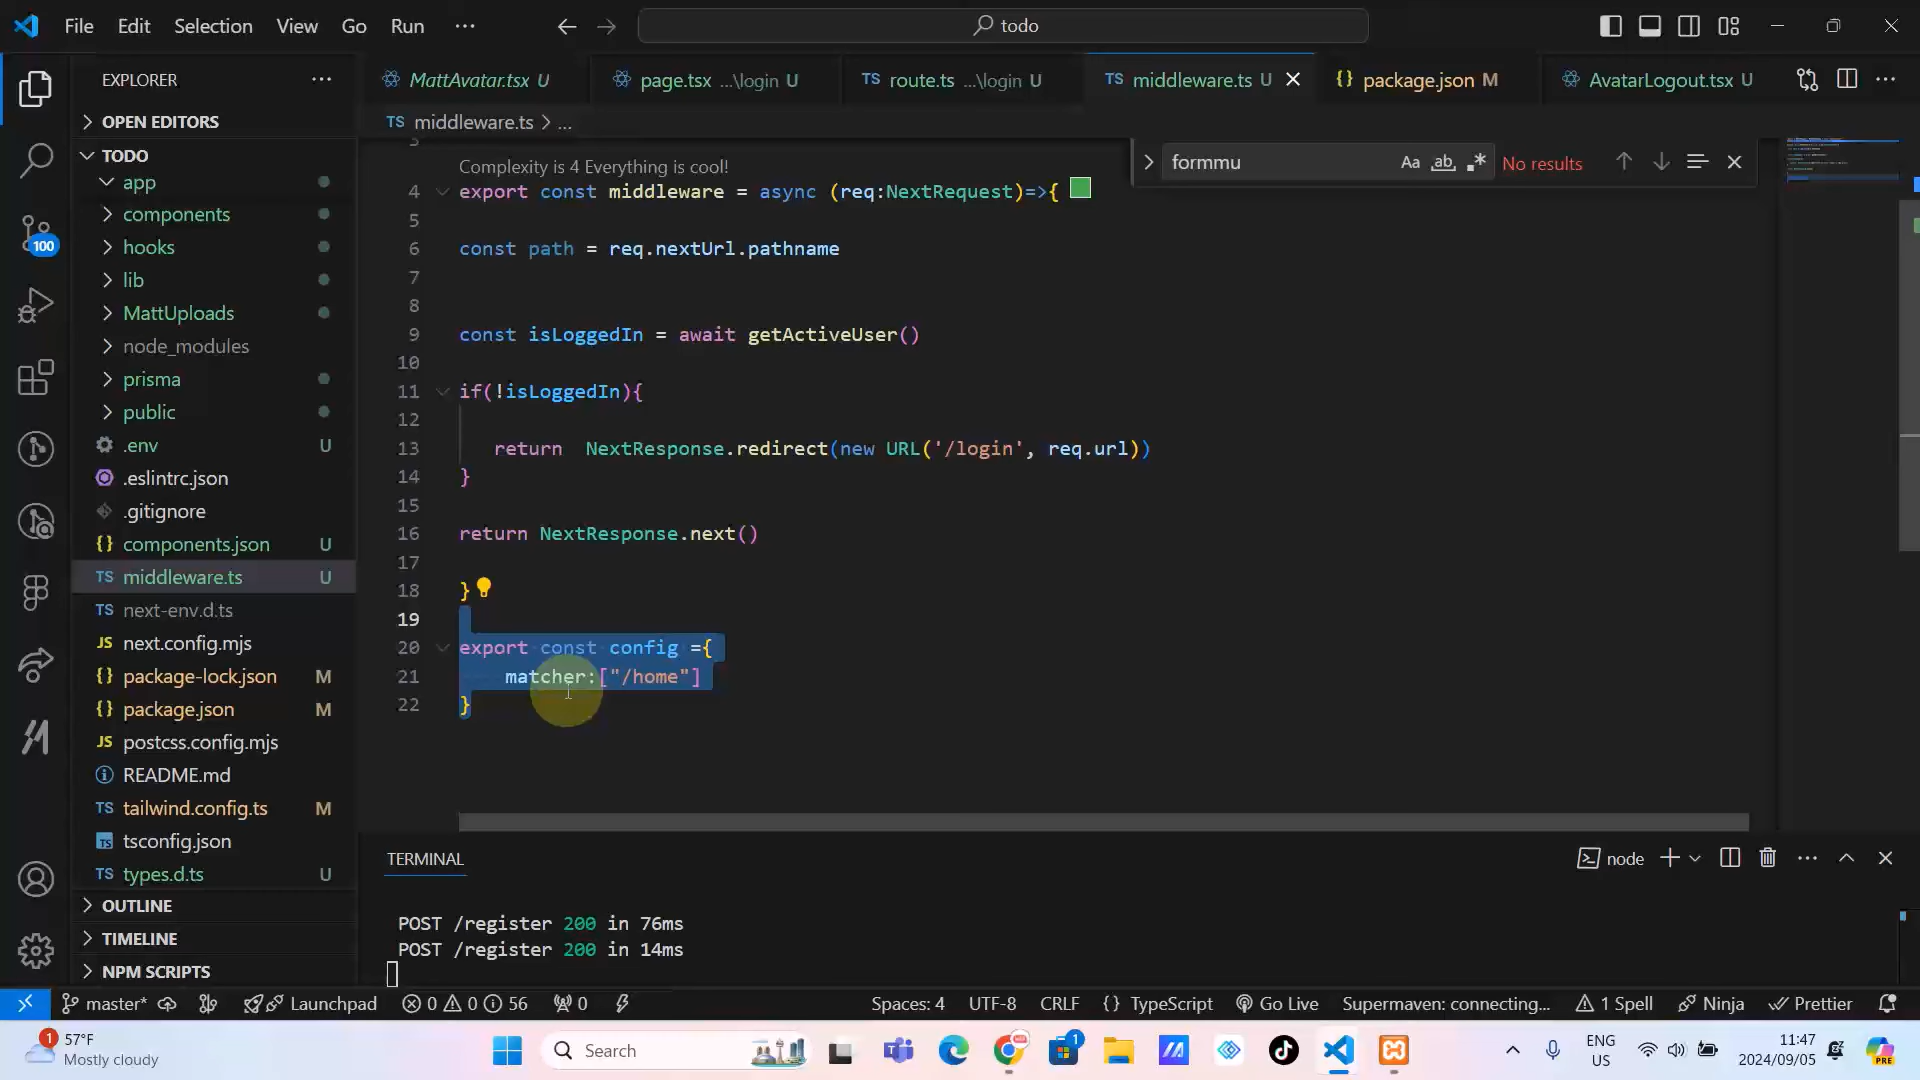 File Edit Selection View Go Run ···
todo
EXPLORER
OPEN EDITORS
TODO
app
components
hooks
lib
MattUploads
node_modules
prisma
public
.env U
.eslintrc.json
.gitignore
components.json U
middleware.ts U
next-env.d.ts
next.config.mjs
package-lock.json M
package.json M
postcss.config.mjs
README.md
tailwind.config.ts M
tsconfig.json
types.d.ts U
OUTLINE
TIMELINE
NPM SCRIPTS
100
MattAvatar.tsx U
page.tsx ...\login U
TS route.ts ...\login U
TS middleware.ts U
package.json M
AvatarLogout.tsx U
TS middleware.ts > ...
formmu
Aa ab .* No results
Complexity is 4 Everything is cool!
4 export const middleware = async (req:NextRequest)=>{
5
6 const path = req.nextUrl.pathname
7
8
9 const isLoggedIn = await getActiveUser()
10
11 if(!isLoggedIn){
12
13 return  NextResponse.redirect(new URL('/login', req.url))
14 }
15
16 return NextResponse.next()
17
18 }
19
20 export const config ={
21 matcher:["/home"]
22 }
TERMINAL
node
POST /register 200 in 76ms
POST /register 200 in 14ms
master* Launchpad 0 0 56 0
Spaces: 4 UTF-8 CRLF {} TypeScript Go Live Supermaven: connecting... 1 Spell Ninja Prettier
1 57°F
Mostly cloudy
Search
1
ENG
US
11:47
2024/09/05
PRE